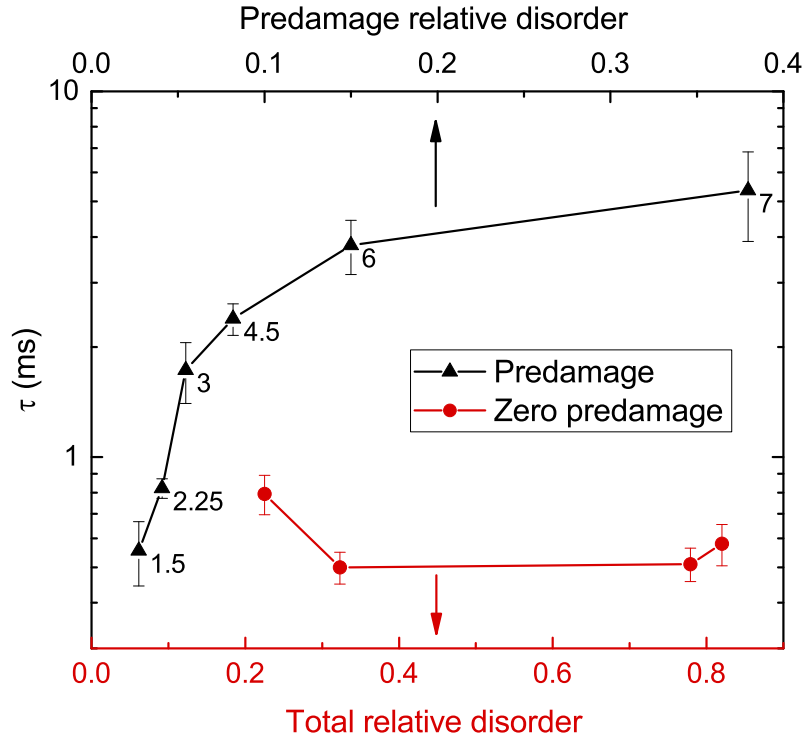 Predamage relative disorder
0.0 0.1 0.2 0.3 0.4
10
7
6
4.5
3
τ (ms)
Predamage
Zero predamage
1
2.25
1.5
0.0 0.2 0.4 0.6 0.8
Total relative disorder